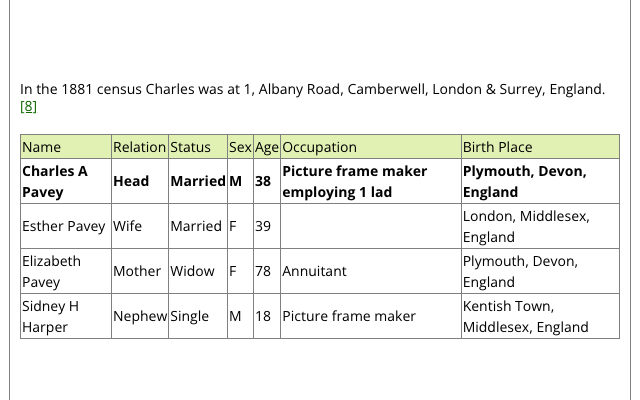 In the 1881 census Charles was at 1, Albany Road, Camberwell, London & Surrey, England.
[8]
Name Relation Status Sex Age Occupation Birth Place
Charles A Pavey Head Married M 38 Picture frame maker employing 1 lad Plymouth, Devon, England
Esther Pavey Wife Married F 39 London, Middlesex, England
Elizabeth Pavey Mother Widow F 78 Annuitant Plymouth, Devon, England
Sidney H Harper Nephew Single M 18 Picture frame maker Kentish Town, Middlesex, England